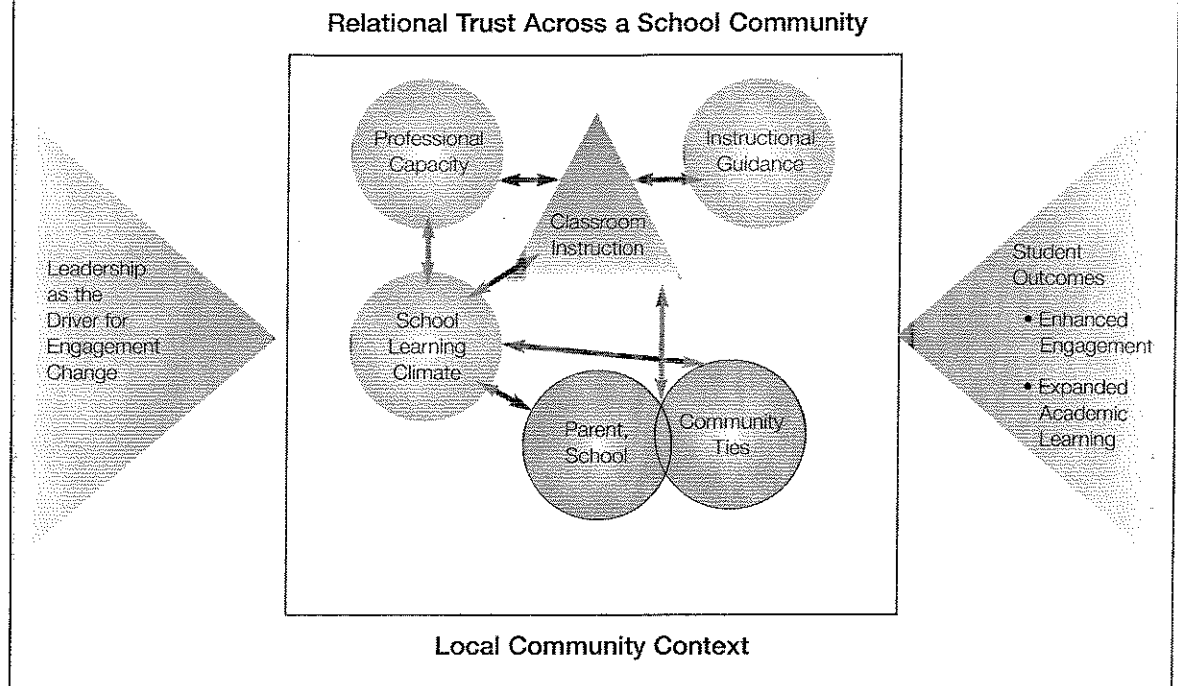 Relational Trust Across a School Community
Professional
Capacity
Instructional
Guidance
Classroom
Instruction
Leadership
as the
Driver for
Engagement
Change
School
Learning
Climate
Parent,
School
Community
Ties
Student
Outcomes
• Enhanced
Engagement
• Expanded
Academic
Learning
Local Community Context